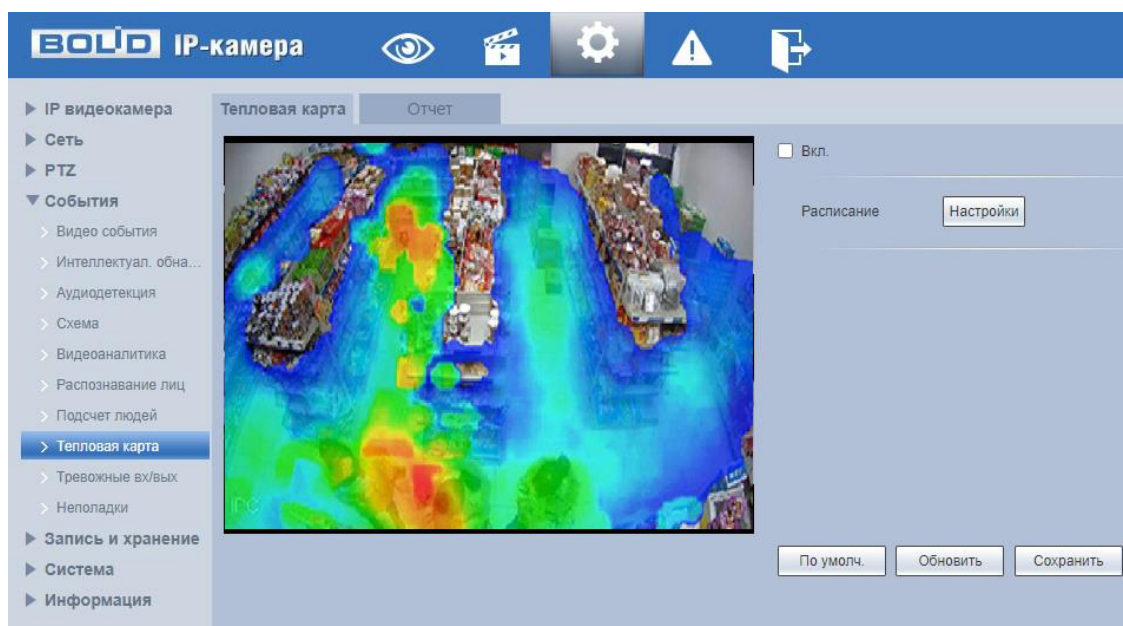 BOLID IP-камера
IP видеокамера
Сеть
PTZ
События
Видео события
Интеллектуал. обна...
Аудиодетекция
Схема
Видеоаналитика
Распознавание лиц
Подсчет людей
Тепловая карта
Тревожные вх/вых
Неполадки
Запись и хранение
Система
Информация
Тепловая карта Отчет
IPC
Вкл.
Расписание Настройки
По умолч. Обновить Сохранить